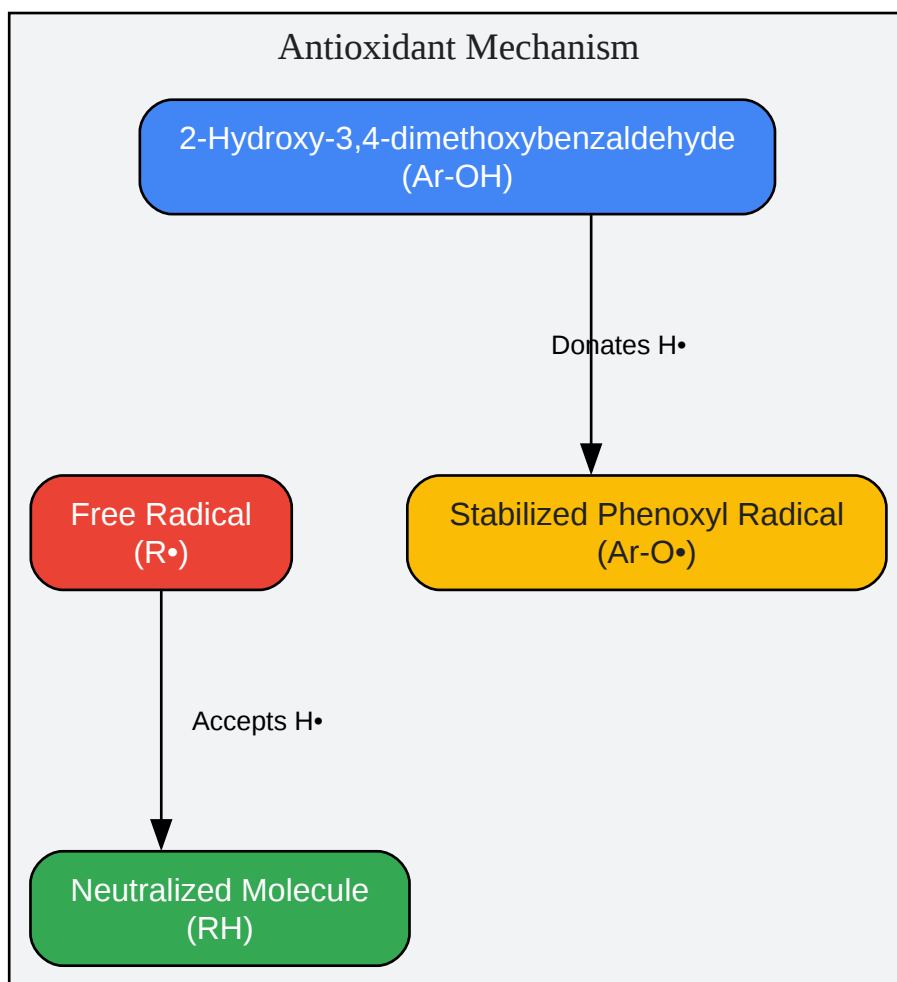 Antioxidant Mechanism
2-Hydroxy-3,4-dimethoxybenzaldehyde
(Ar-OH)
Donates H•
Free Radical
(R•)
Stabilized Phenoxyl Radical
(Ar-O•)
Accepts H•
Neutralized Molecule
(RH)